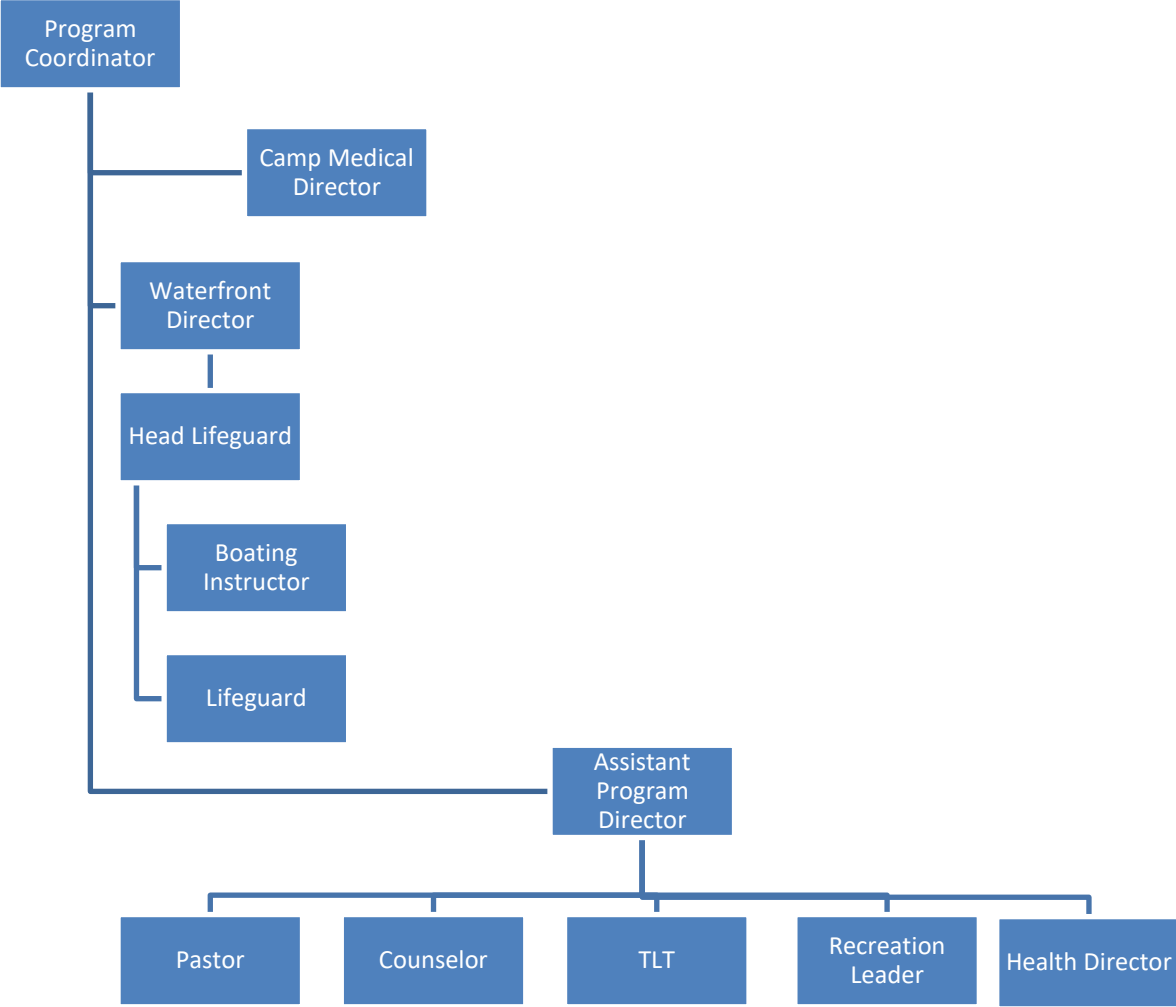 Program
Coordinator
Camp Medical
Director
Waterfront
Director
Head Lifeguard
Boating
Instructor
Lifeguard
Assistant
Program
Director
Pastor
Counselor
TLT
Recreation
Leader
Health Director